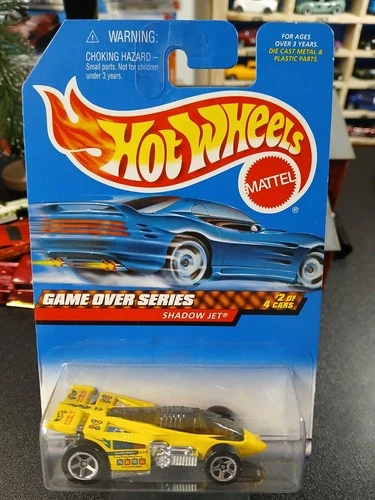 WARNING:
CHOKING HAZARD –
Small parts. Not for children
under 3 years.
FOR AGES
OVER 3 YEARS.
DIE CAST METAL &
PLASTIC PARTS.
HOT WHEELS
MATTEL
®
GAME OVER SERIES
#2 OF
4 CARS
SHADOW JET®